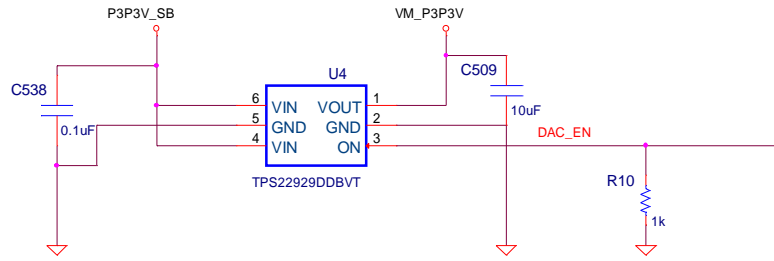 P3P3V_SB
VM_P3P3V
U4
C538
0.1uF
C509
10uF
6 VIN VOUT 1
5 GND GND 2
4 VIN ON 3
DAC_EN
TPS22929DDBVT
R10
1k